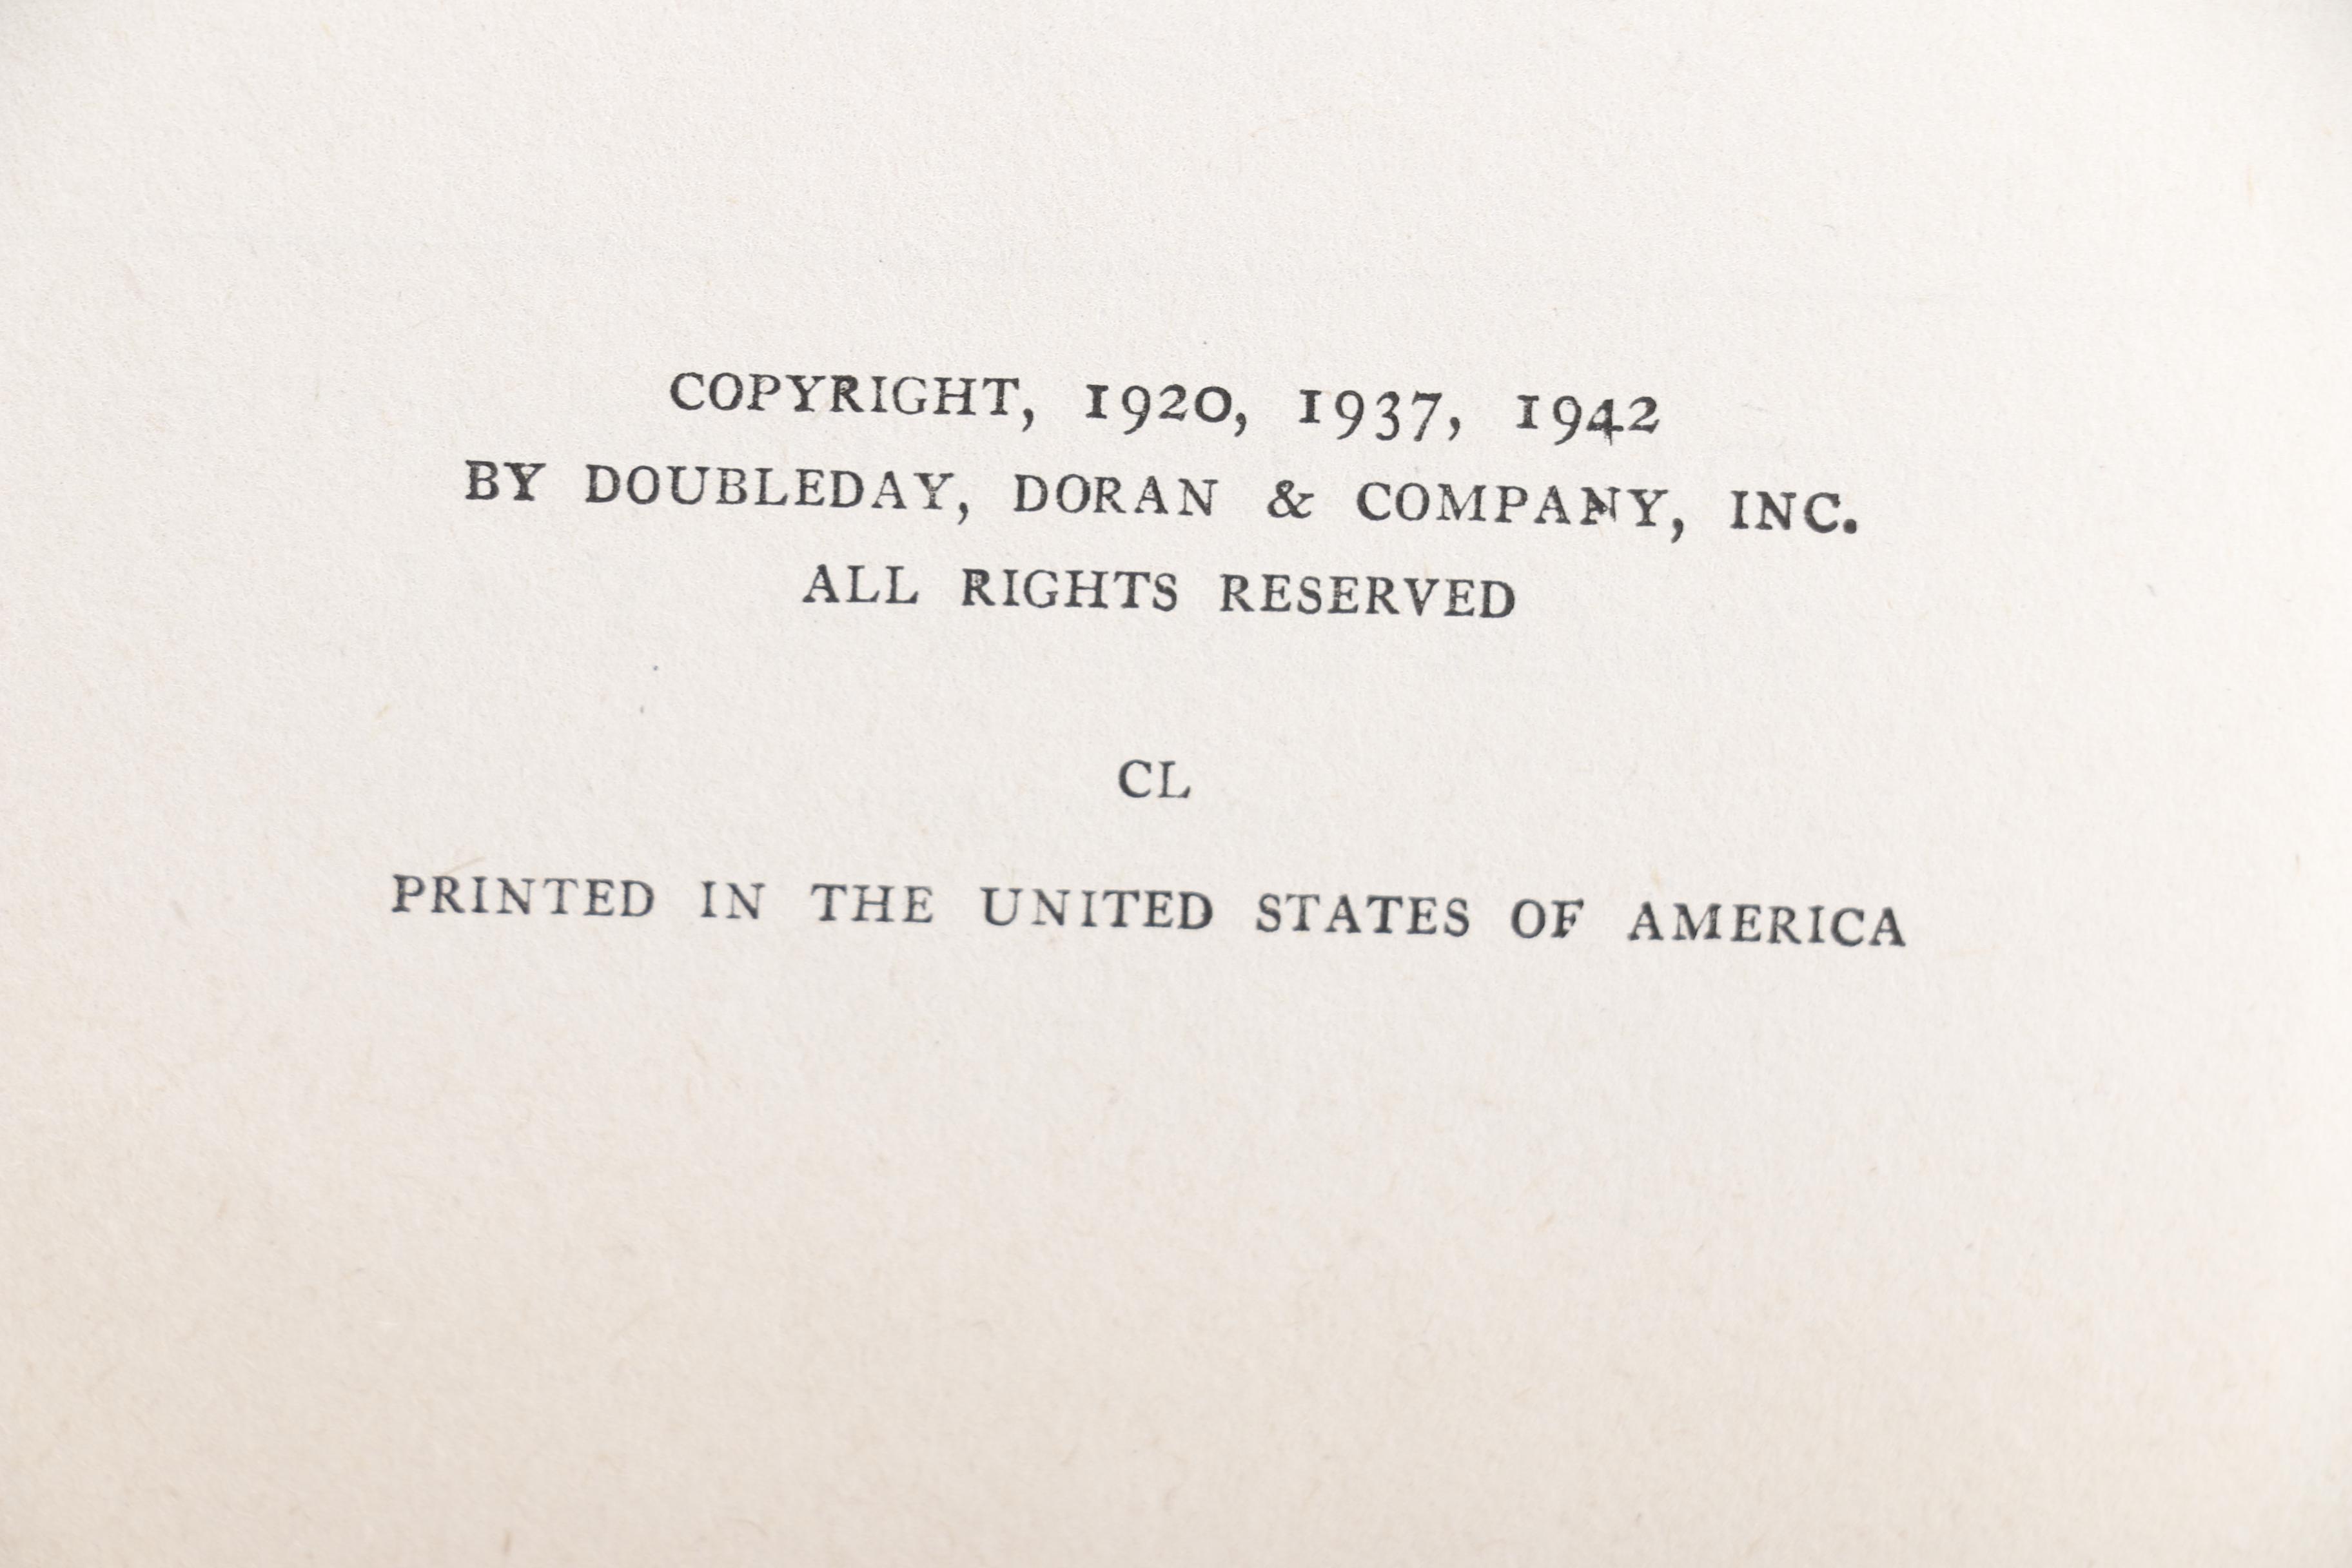 COPYRIGHT, 1920, 1937, 1942
BY DOUBLEDAY, DORAN & COMPANY, INC.
ALL RIGHTS RESERVED
CL
PRINTED IN THE UNITED STATES OF AMERICA